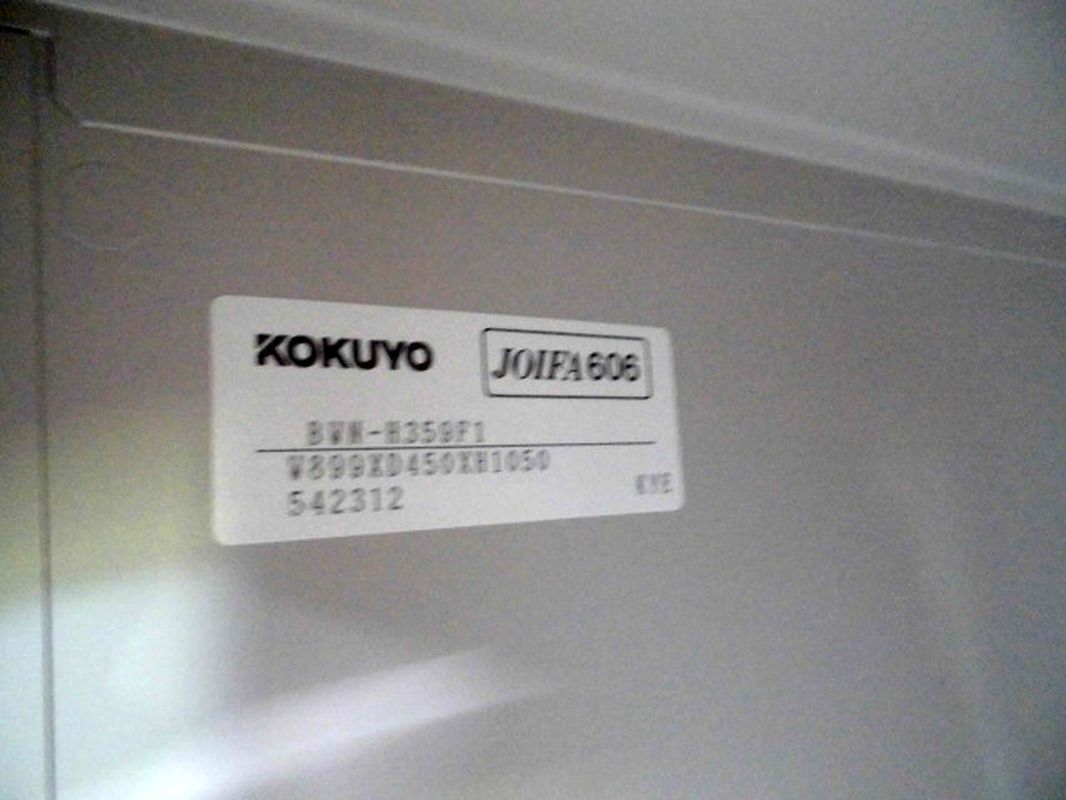 KOKUYO JOIFA606
BWN-H359F1
W899XD450XH1050
542312 KYE